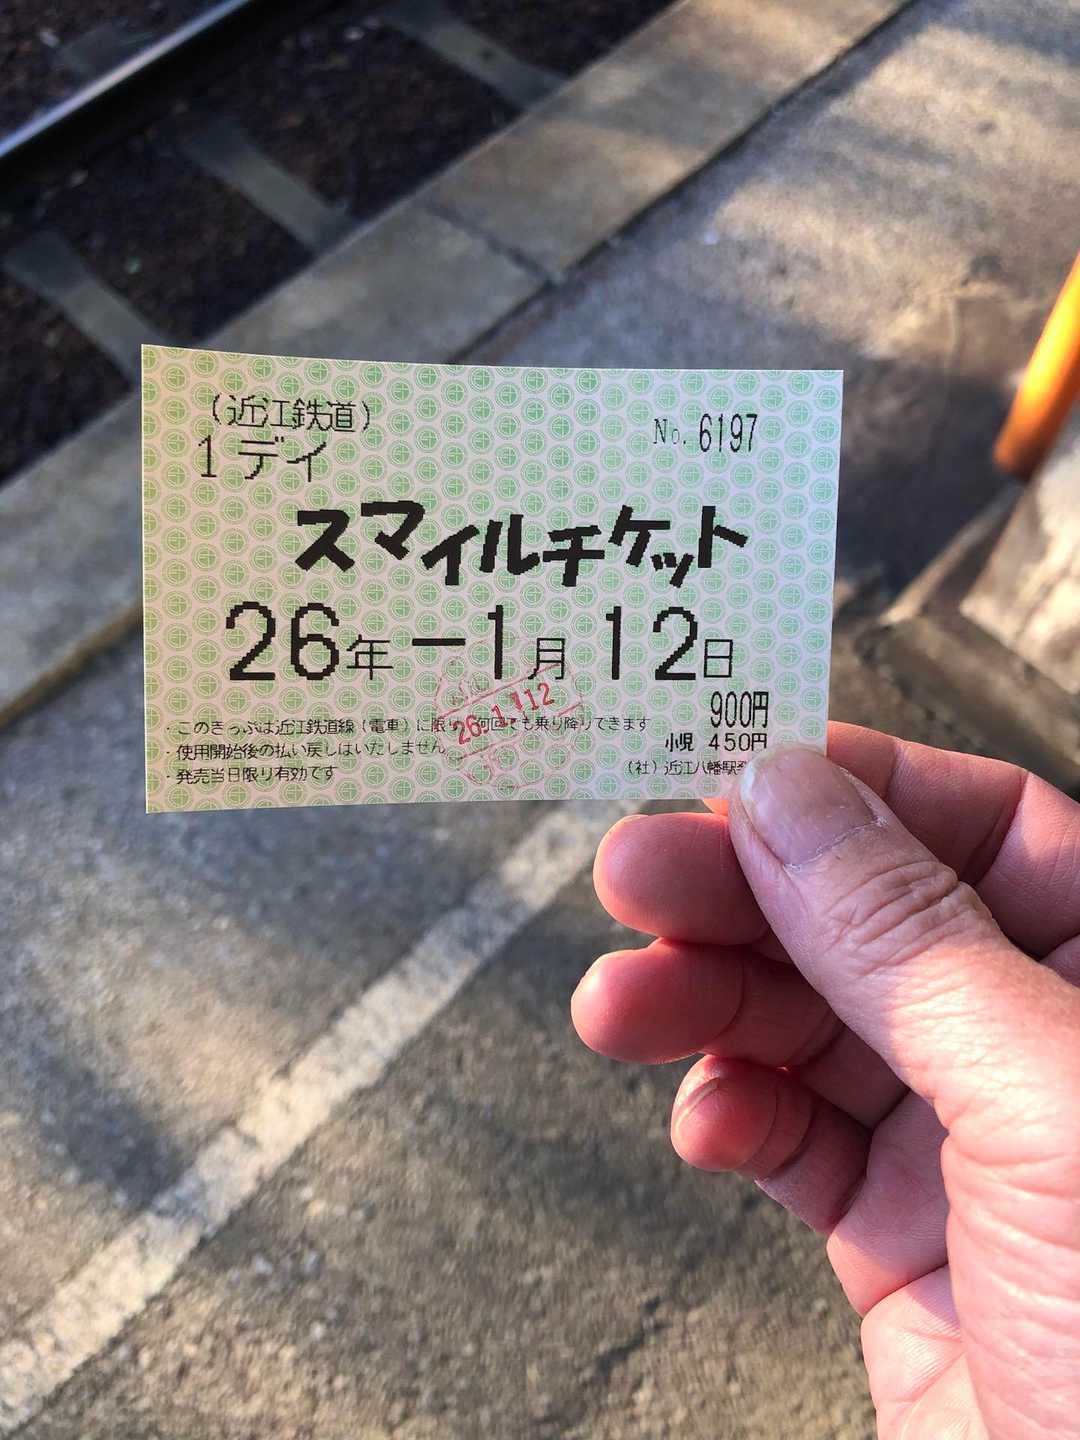 (近江鉄道)
1デイ
No. 6197
スマイルチケット
26年-1月12日
・このきっぷは近江鉄道線(電車)に限り何回でも乗り降りできます
・使用開始後の払い戻しはいたしません
・発売当日限り有効です
900円
小児 450円
(社)近江八幡駅
26.1.12